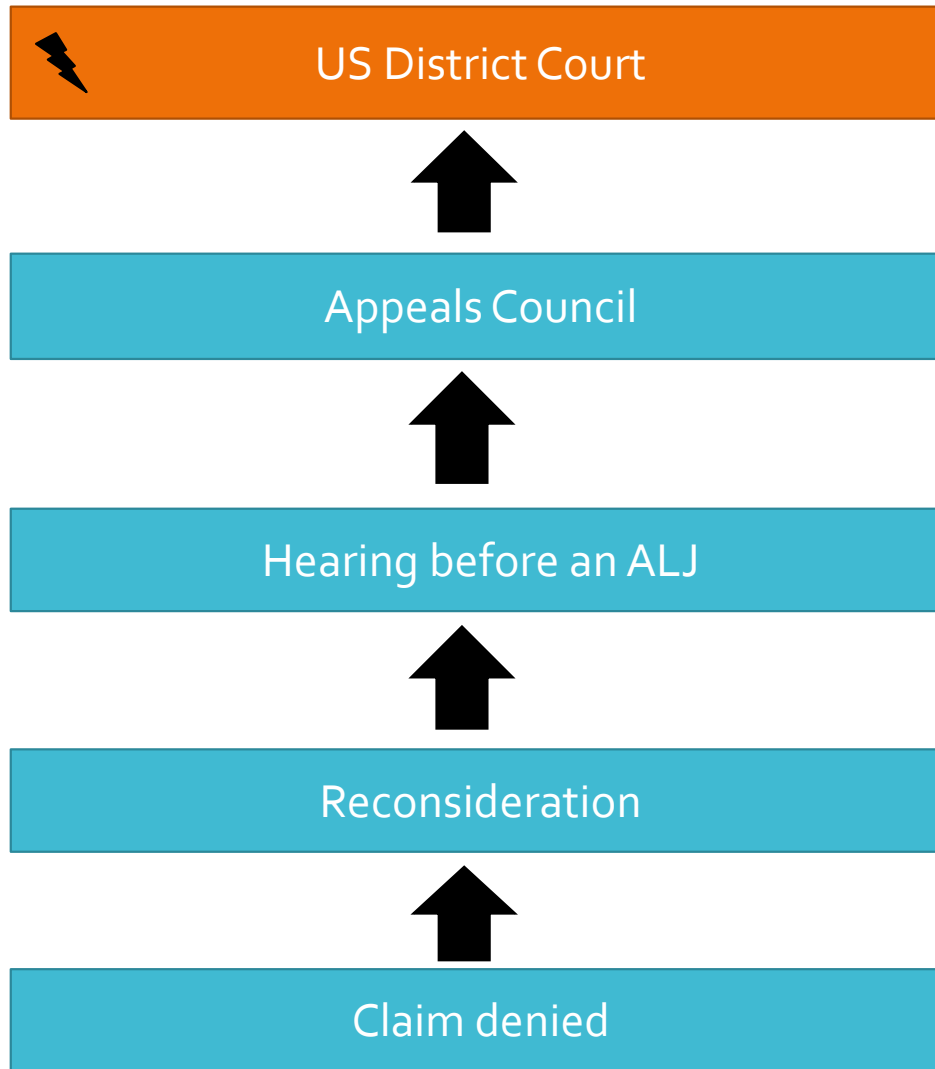 US District Court
Appeals Council
Hearing before an ALJ
Reconsideration
Claim denied